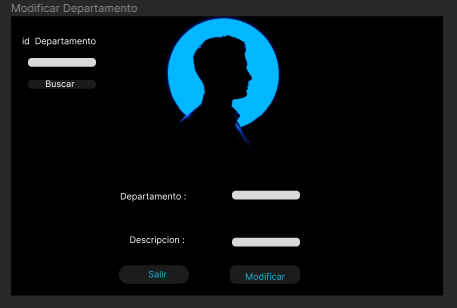 Modificar Departamento
id Departamento
Buscar
Departamento :
Descripcion :
Salir
Modificar